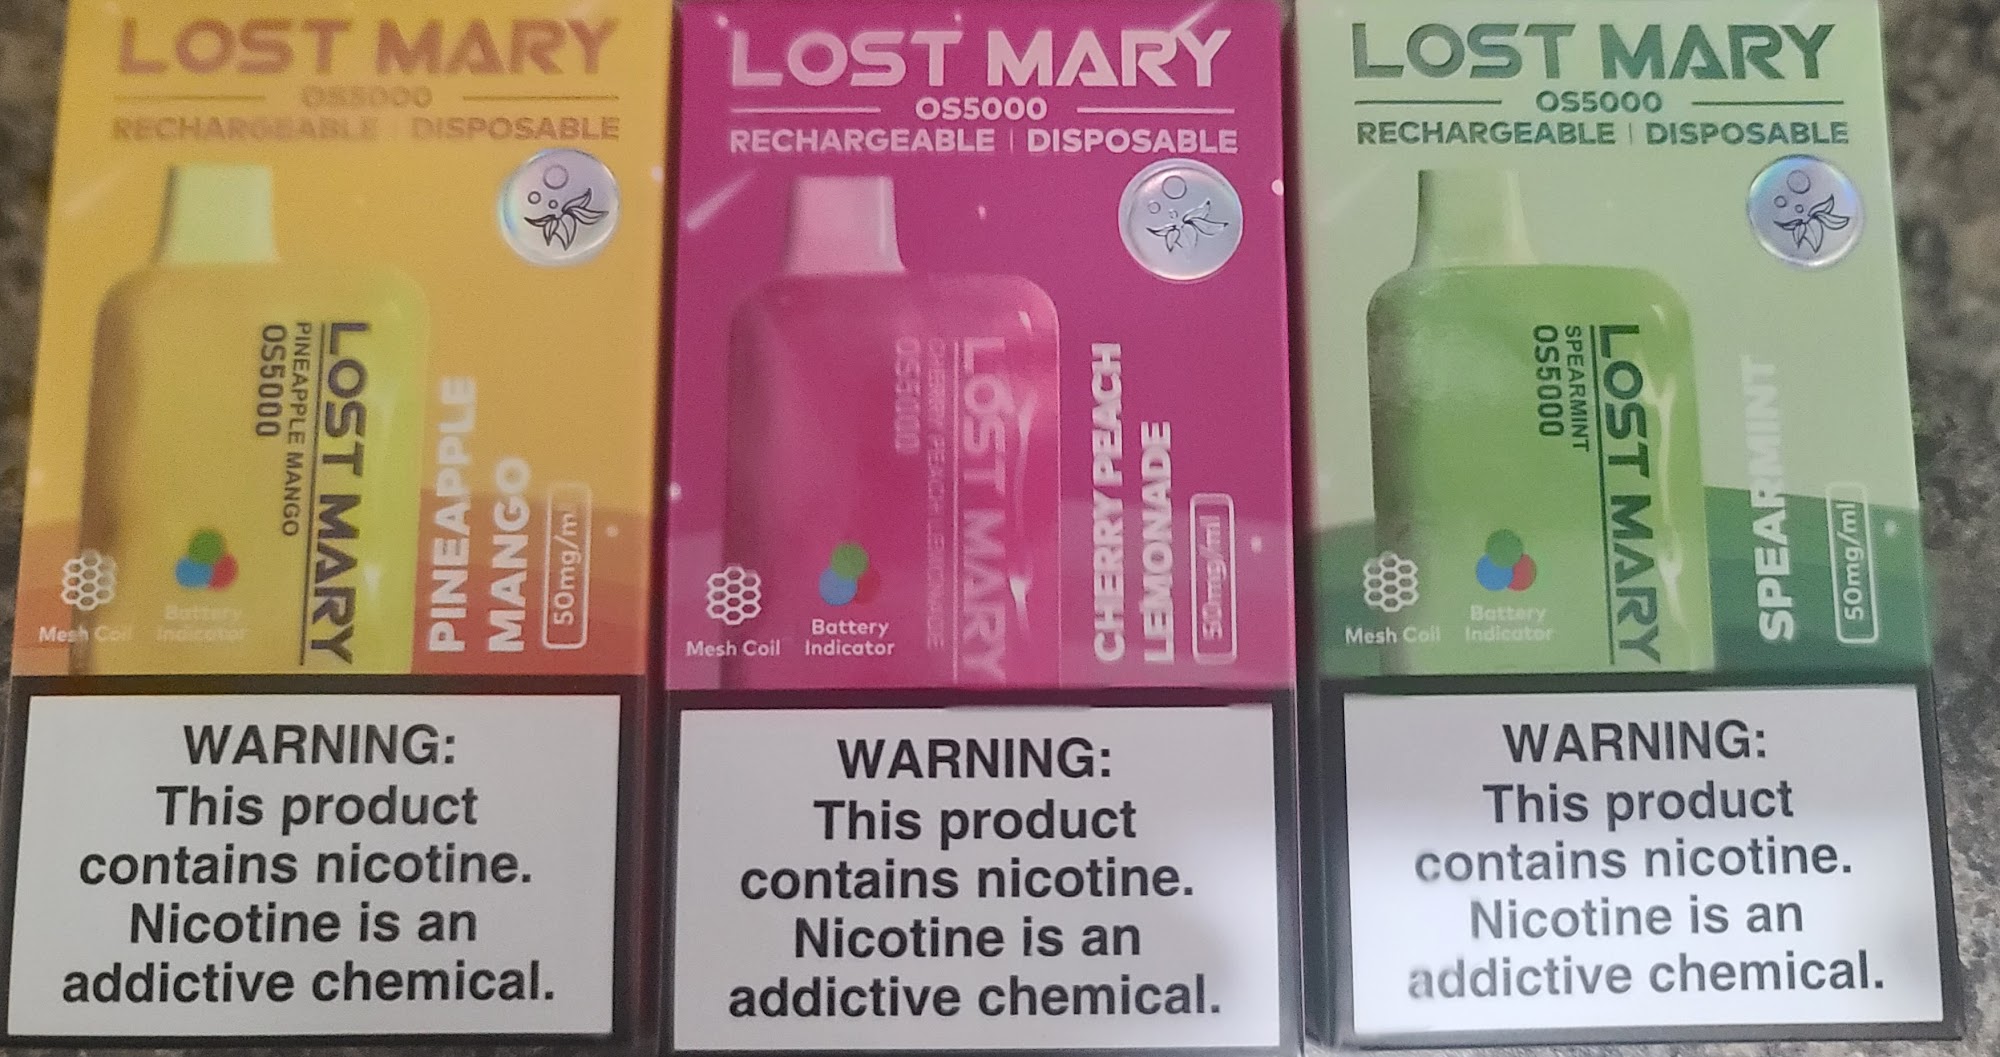 LOST MARY
OS5000
RECHARGEABLE | DISPOSABLE
LOST MARY
PINEAPPLE MANGO
OS5000
PINEAPPLE
MANGO
50mg/ml
Mesh Coil
Battery
Indicator
WARNING:
This product
contains nicotine.
Nicotine is an
addictive chemical.
LOST MARY
OS5000
RECHARGEABLE | DISPOSABLE
LOST MARY
CHERRY PEACH LEMONADE
OS5000
CHERRY PEACH
LEMONADE
50mg/ml
Mesh Coil
Battery
Indicator
WARNING:
This product
contains nicotine.
Nicotine is an
addictive chemical.
LOST MARY
OS5000
RECHARGEABLE | DISPOSABLE
LOST MARY
SPEARMINT
OS5000
SPEARMINT
50mg/ml
Mesh Coil
Battery
Indicator
WARNING:
This product
contains nicotine.
Nicotine is an
addictive chemical.